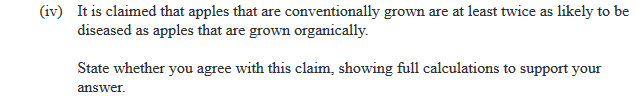 (iv) It is claimed that apples that are conventionally grown are at least twice as likely to be
diseased as apples that are grown organically.
State whether you agree with this claim, showing full calculations to support your
answer.